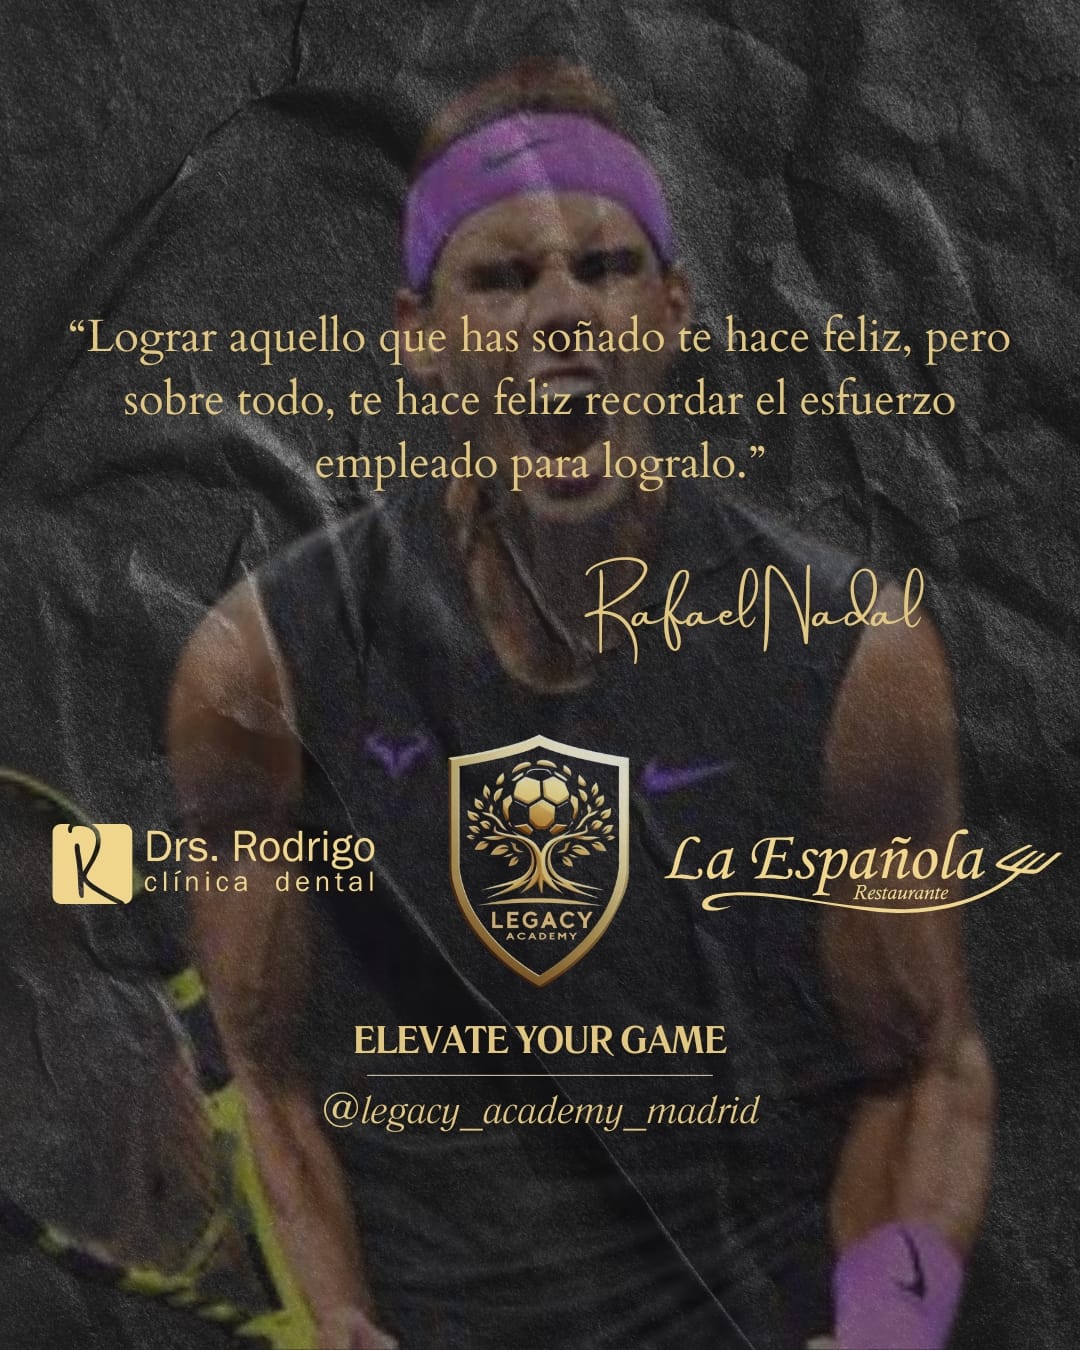 “Lograr aquello que has soñado te hace feliz, pero
sobre todo, te hace feliz recordar el esfuerzo
empleado para logralo.”
Rafael Nadal
R Drs. Rodrigo
clínica dental
LEGACY
ACADEMY
La Española
Restaurante
ELEVATE YOUR GAME
@legacy_academy_madrid